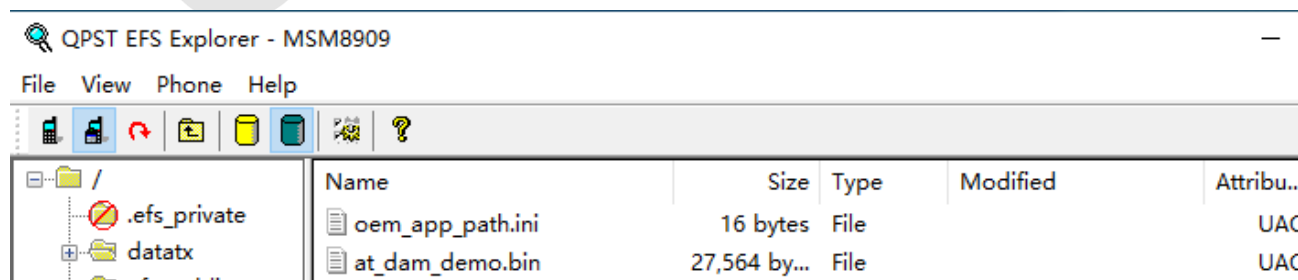 QPST EFS Explorer - MSM8909
File View Phone Help
/
Name Size Type Modified Attribu...
.efs_private
oem_app_path.ini 16 bytes File UAC
datatx
at_dam_demo.bin 27,564 by... File UAC